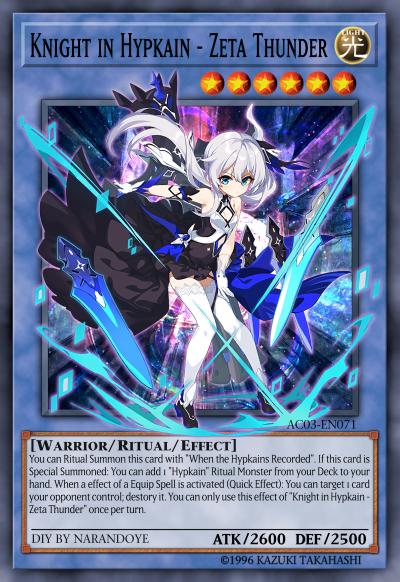 KNIGHT IN HYPKAIN - ZETA THUNDER
LIGHT
光
AC03-EN071
[WARRIOR/RITUAL/EFFECT]
You can Ritual Summon this card with "When the Hypkains Recorded". If this card is
Special Summoned: You can add 1 "Hypkain" Ritual Monster from your Deck to your
hand. When a effect of a Equip Spell is activated (Quick Effect): You can target 1 card
your opponent control; destory it. You can only use this effect of "Knight in Hypkain -
Zeta Thunder" once per turn.
DIY BY NARANDOYE
ATK/2600 DEF/2500
©1996 KAZUKI TAKAHASHI